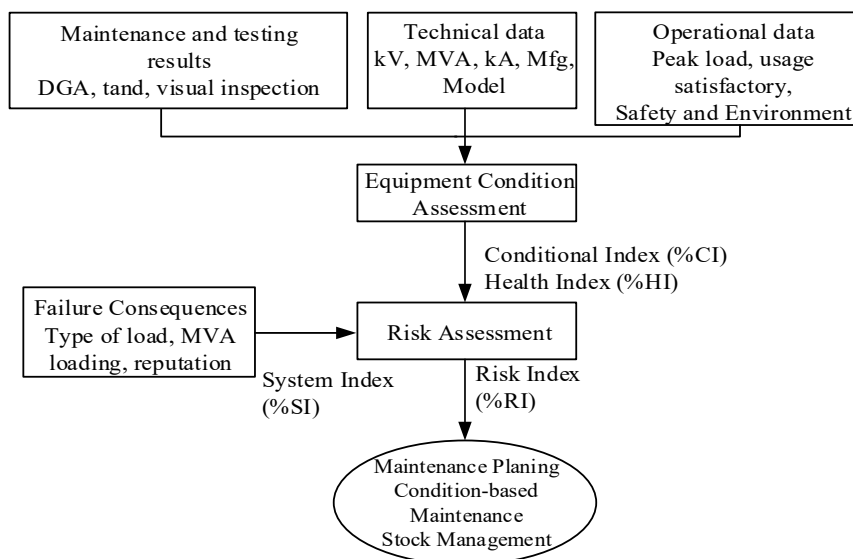 Maintenance and testing
results
DGA, tand, visual inspection
Technical data
kV, MVA, kA, Mfg,
Model
Operational data
Peak load, usage
satisfactory,
Safety and Environment
Equipment Condition
Assessment
Conditional Index (%CI)
Health Index (%HI)
Failure Consequences
Type of load, MVA
loading, reputation
System Index
(%SI)
Risk Assessment
Risk Index
(%RI)
Maintenance Planing
Condition-based
Maintenance
Stock Management